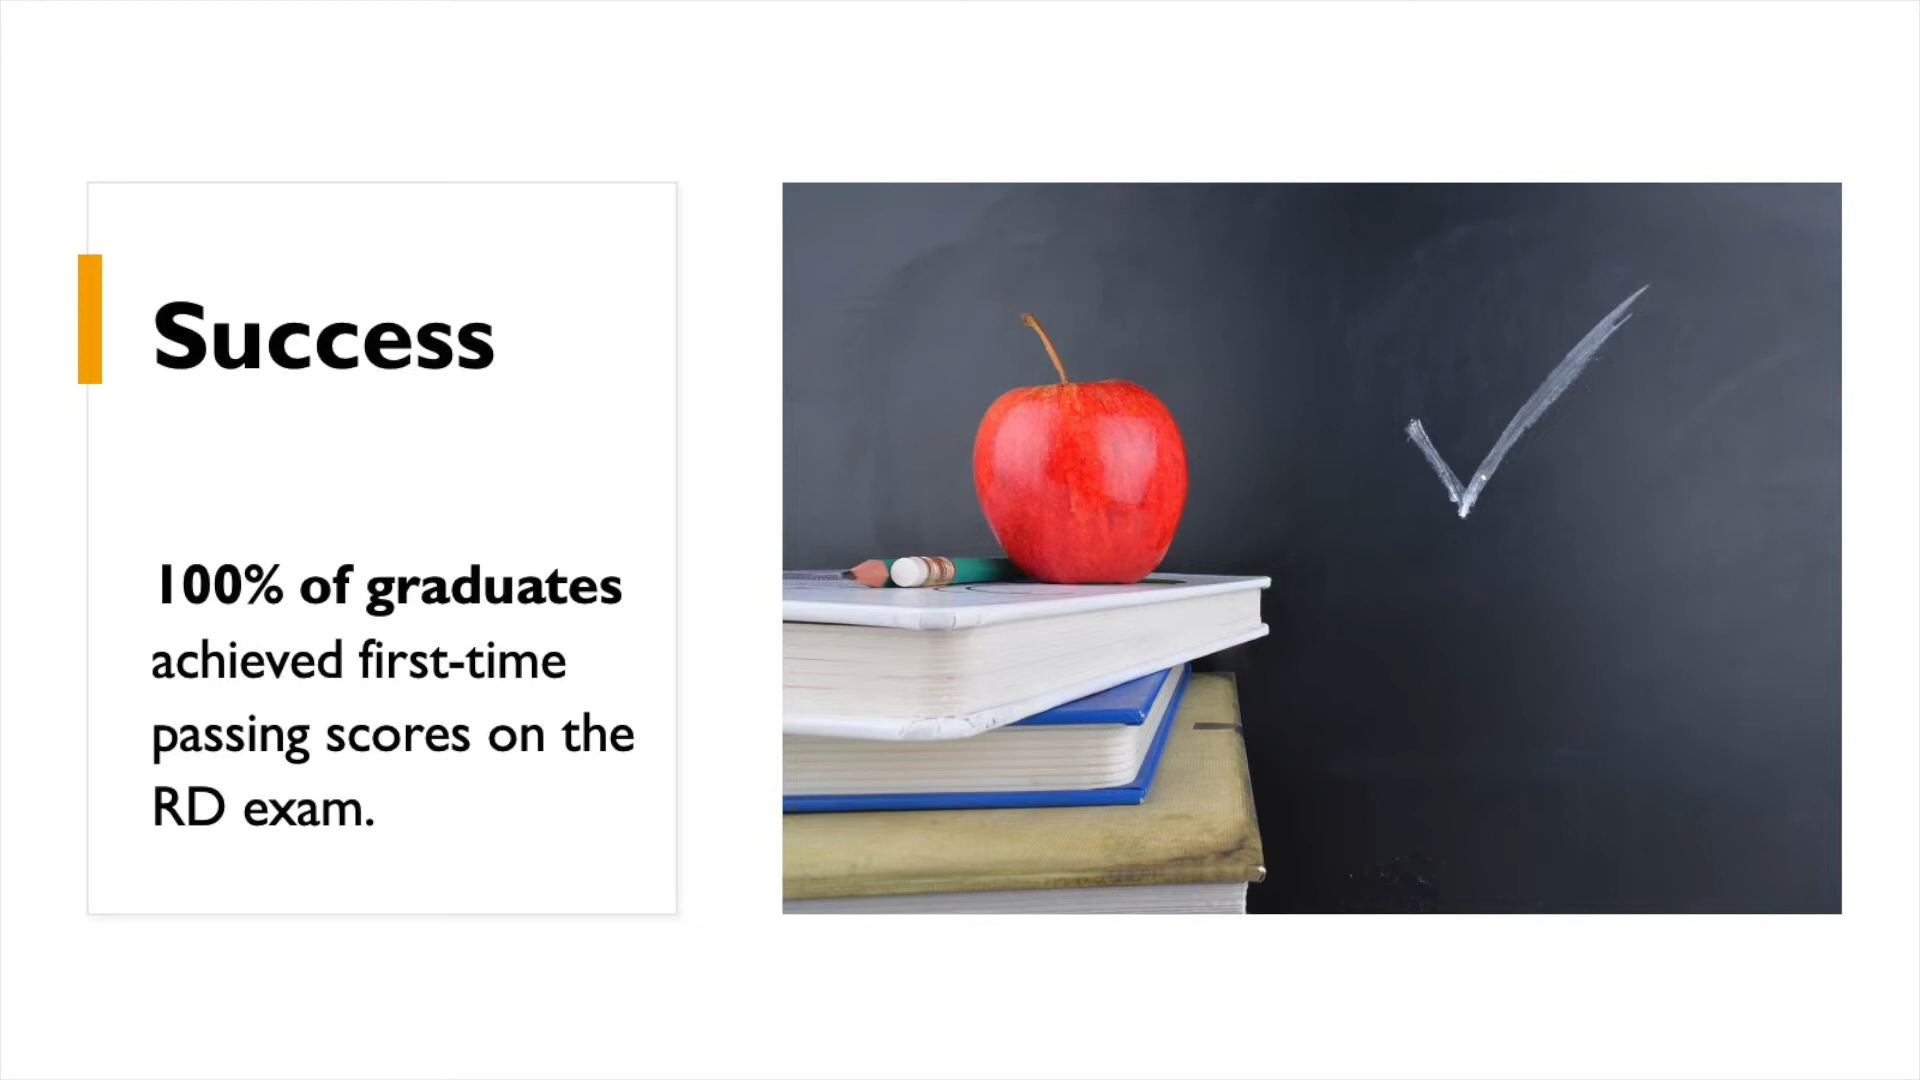 Success
100% of graduates
achieved first-time
passing scores on the
RD exam.